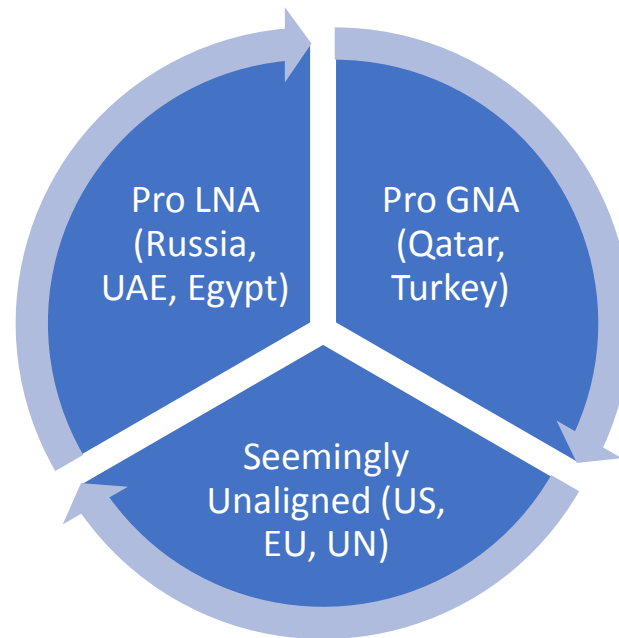 Pro LNA
(Russia,
UAE, Egypt)
Pro GNA
(Qatar,
Turkey)
Seemingly
Unaligned (US,
EU, UN)